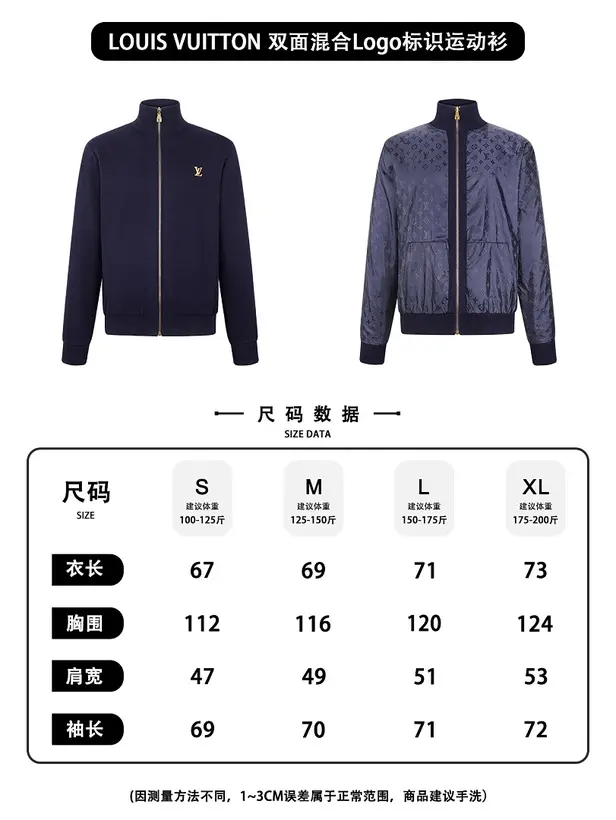 LOUIS VUITTON 双面混合Logo标识运动衫
尺码数据
SIZE DATA
尺码 S M L XL
SIZE 建议体重 建议体重 建议体重 建议体重
100-125斤 125-150斤 150-175斤 175-200斤
衣长 67 69 71 73
胸围 112 116 120 124
肩宽 47 49 51 53
袖长 69 70 71 72
(因测量方法不同，1~3CM误差属于正常范围，商品建议手洗)